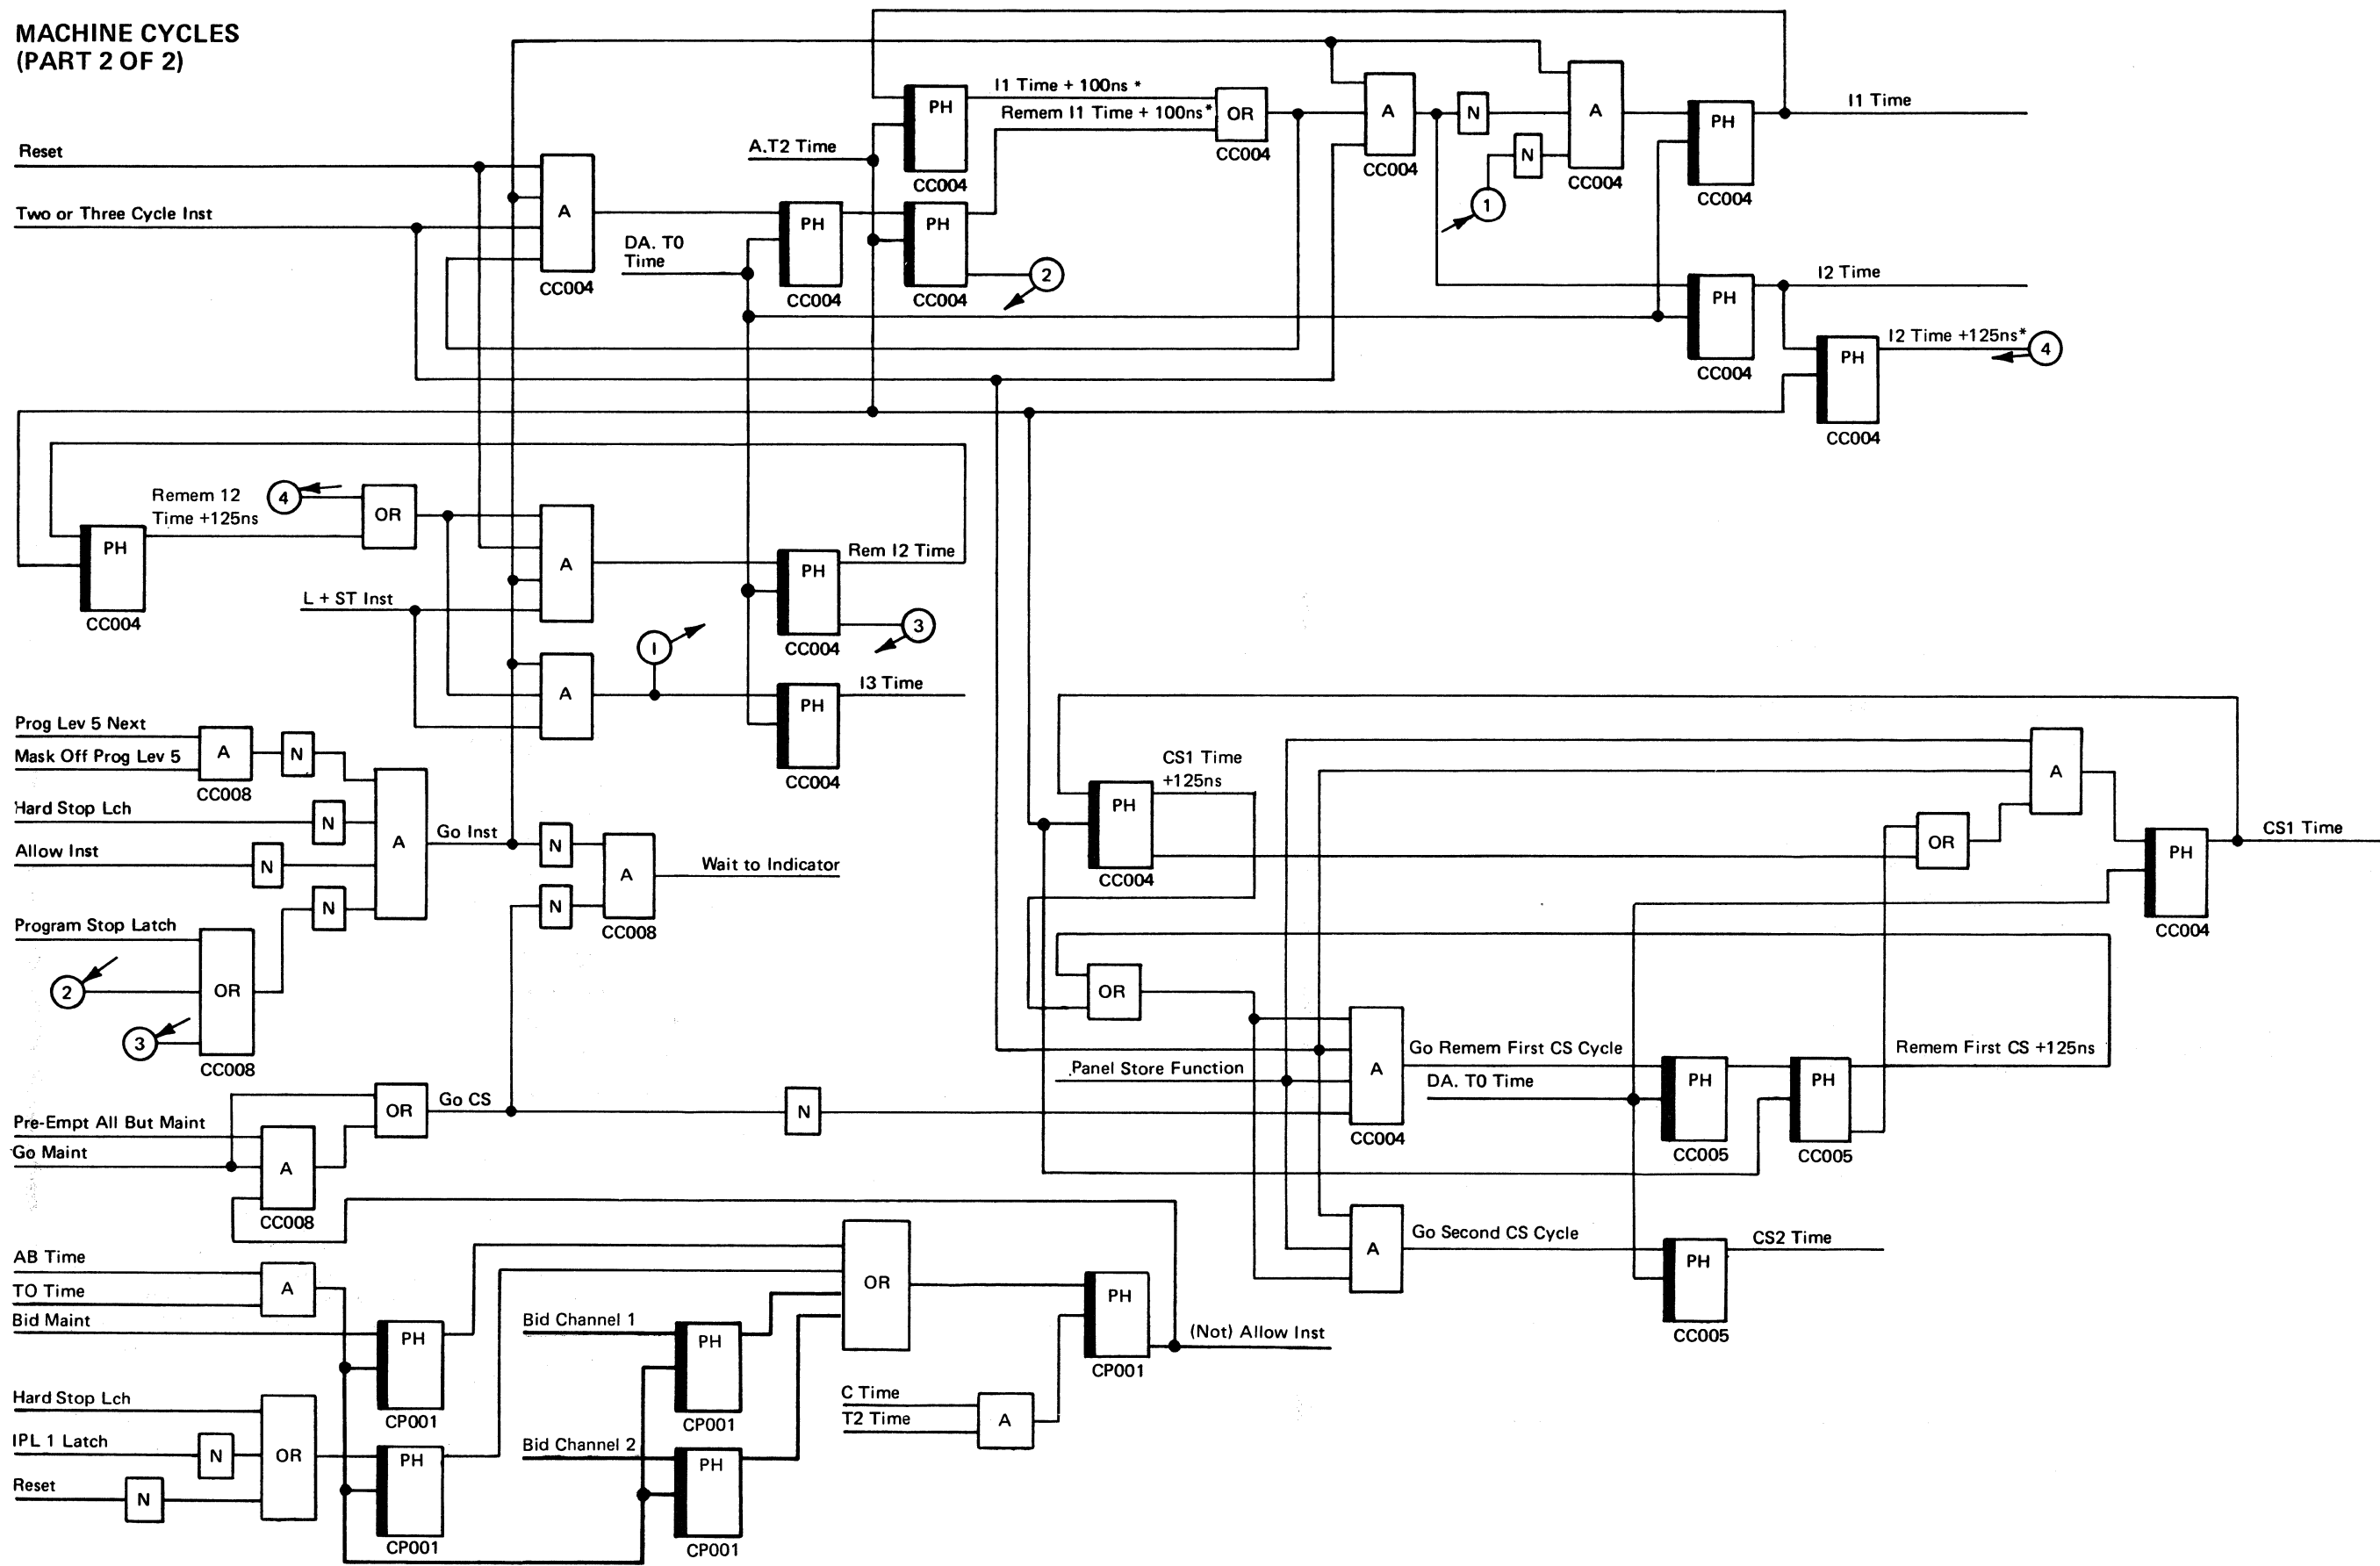 MACHINE CYCLES
(PART 2 OF 2)
PH
I1 Time + 100ns *
Remem I1 Time + 100ns*
OR
CC004
A
CC004
N
A
N
CC004
1
PH
CC004
I1 Time
Reset
A.T2 Time
CC004
Two or Three Cycle Inst
A
CC004
DA. T0
Time
PH
CC004
PH
CC004
2
PH
CC004
I2 Time
I2 Time +125ns*
4
PH
CC004
Remem 12
Time +125ns
4
OR
PH
CC004
A
L + ST Inst
PH
CC004
Rem I2 Time
3
1
A
PH
CC004
I3 Time
Prog Lev 5 Next
Mask Off Prog Lev 5
A
CC008
N
Hard Stop Lch
N
Allow Inst
N
A
Go Inst
N
N
A
CC008
Wait to Indicator
Program Stop Latch
N
2
3
OR
CC008
CS1 Time
+125ns
PH
CC004
A
OR
PH
CC004
CS1 Time
OR
Panel Store Function
A
CC004
Go Remem First CS Cycle
DA. T0 Time
PH
CC005
PH
CC005
Remem First CS +125ns
Pre-Empt All But Maint
Go Maint
A
CC008
OR
Go CS
N
A
Go Second CS Cycle
PH
CC005
CS2 Time
AB Time
TO Time
A
Bid Maint
PH
CP001
Bid Channel 1
PH
CP001
OR
PH
CP001
(Not) Allow Inst
C Time
T2 Time
A
Hard Stop Lch
IPL 1 Latch
N
Reset
N
OR
PH
CP001
Bid Channel 2
PH
CP001